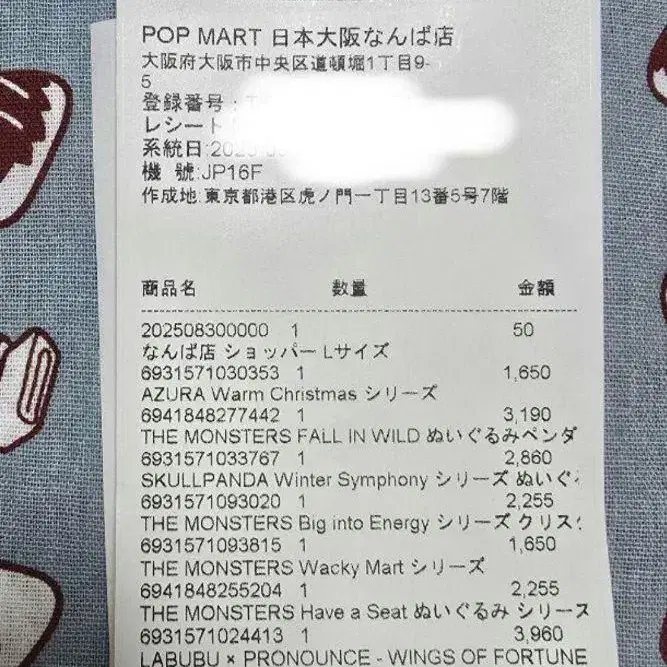 POP MART 日本大阪なんば店
大阪府大阪市中央区道頓堀1丁目9-
5
登録番号:
レシート
系統日:202
機 號:JP16F
作成地:東京都港区虎ノ門一丁目13番5号7階
商品名 数量 金額
202508300000 1 50
なんば店 ショッパー Lサイズ
6931571030353 1 1,650
AZURA Warm Christmas シリーズ
6941848277442 1 3,190
THE MONSTERS FALL IN WILD ぬいぐるみペンダ
6931571033767 1 2,860
SKULLPANDA Winter Symphony シリーズ ぬいぐ
6931571093020 1 2,255
THE MONSTERS Big into Energy シリーズ クリスタ
6931571093815 1 1,650
THE MONSTERS Wacky Mart シリーズ
6941848255204 1 2,255
THE MONSTERS Have a Seat ぬいぐるみ シリーズ
6931571024413 1 3,960
LABUBU × PRONOUNCE - WINGS OF FORTUNE